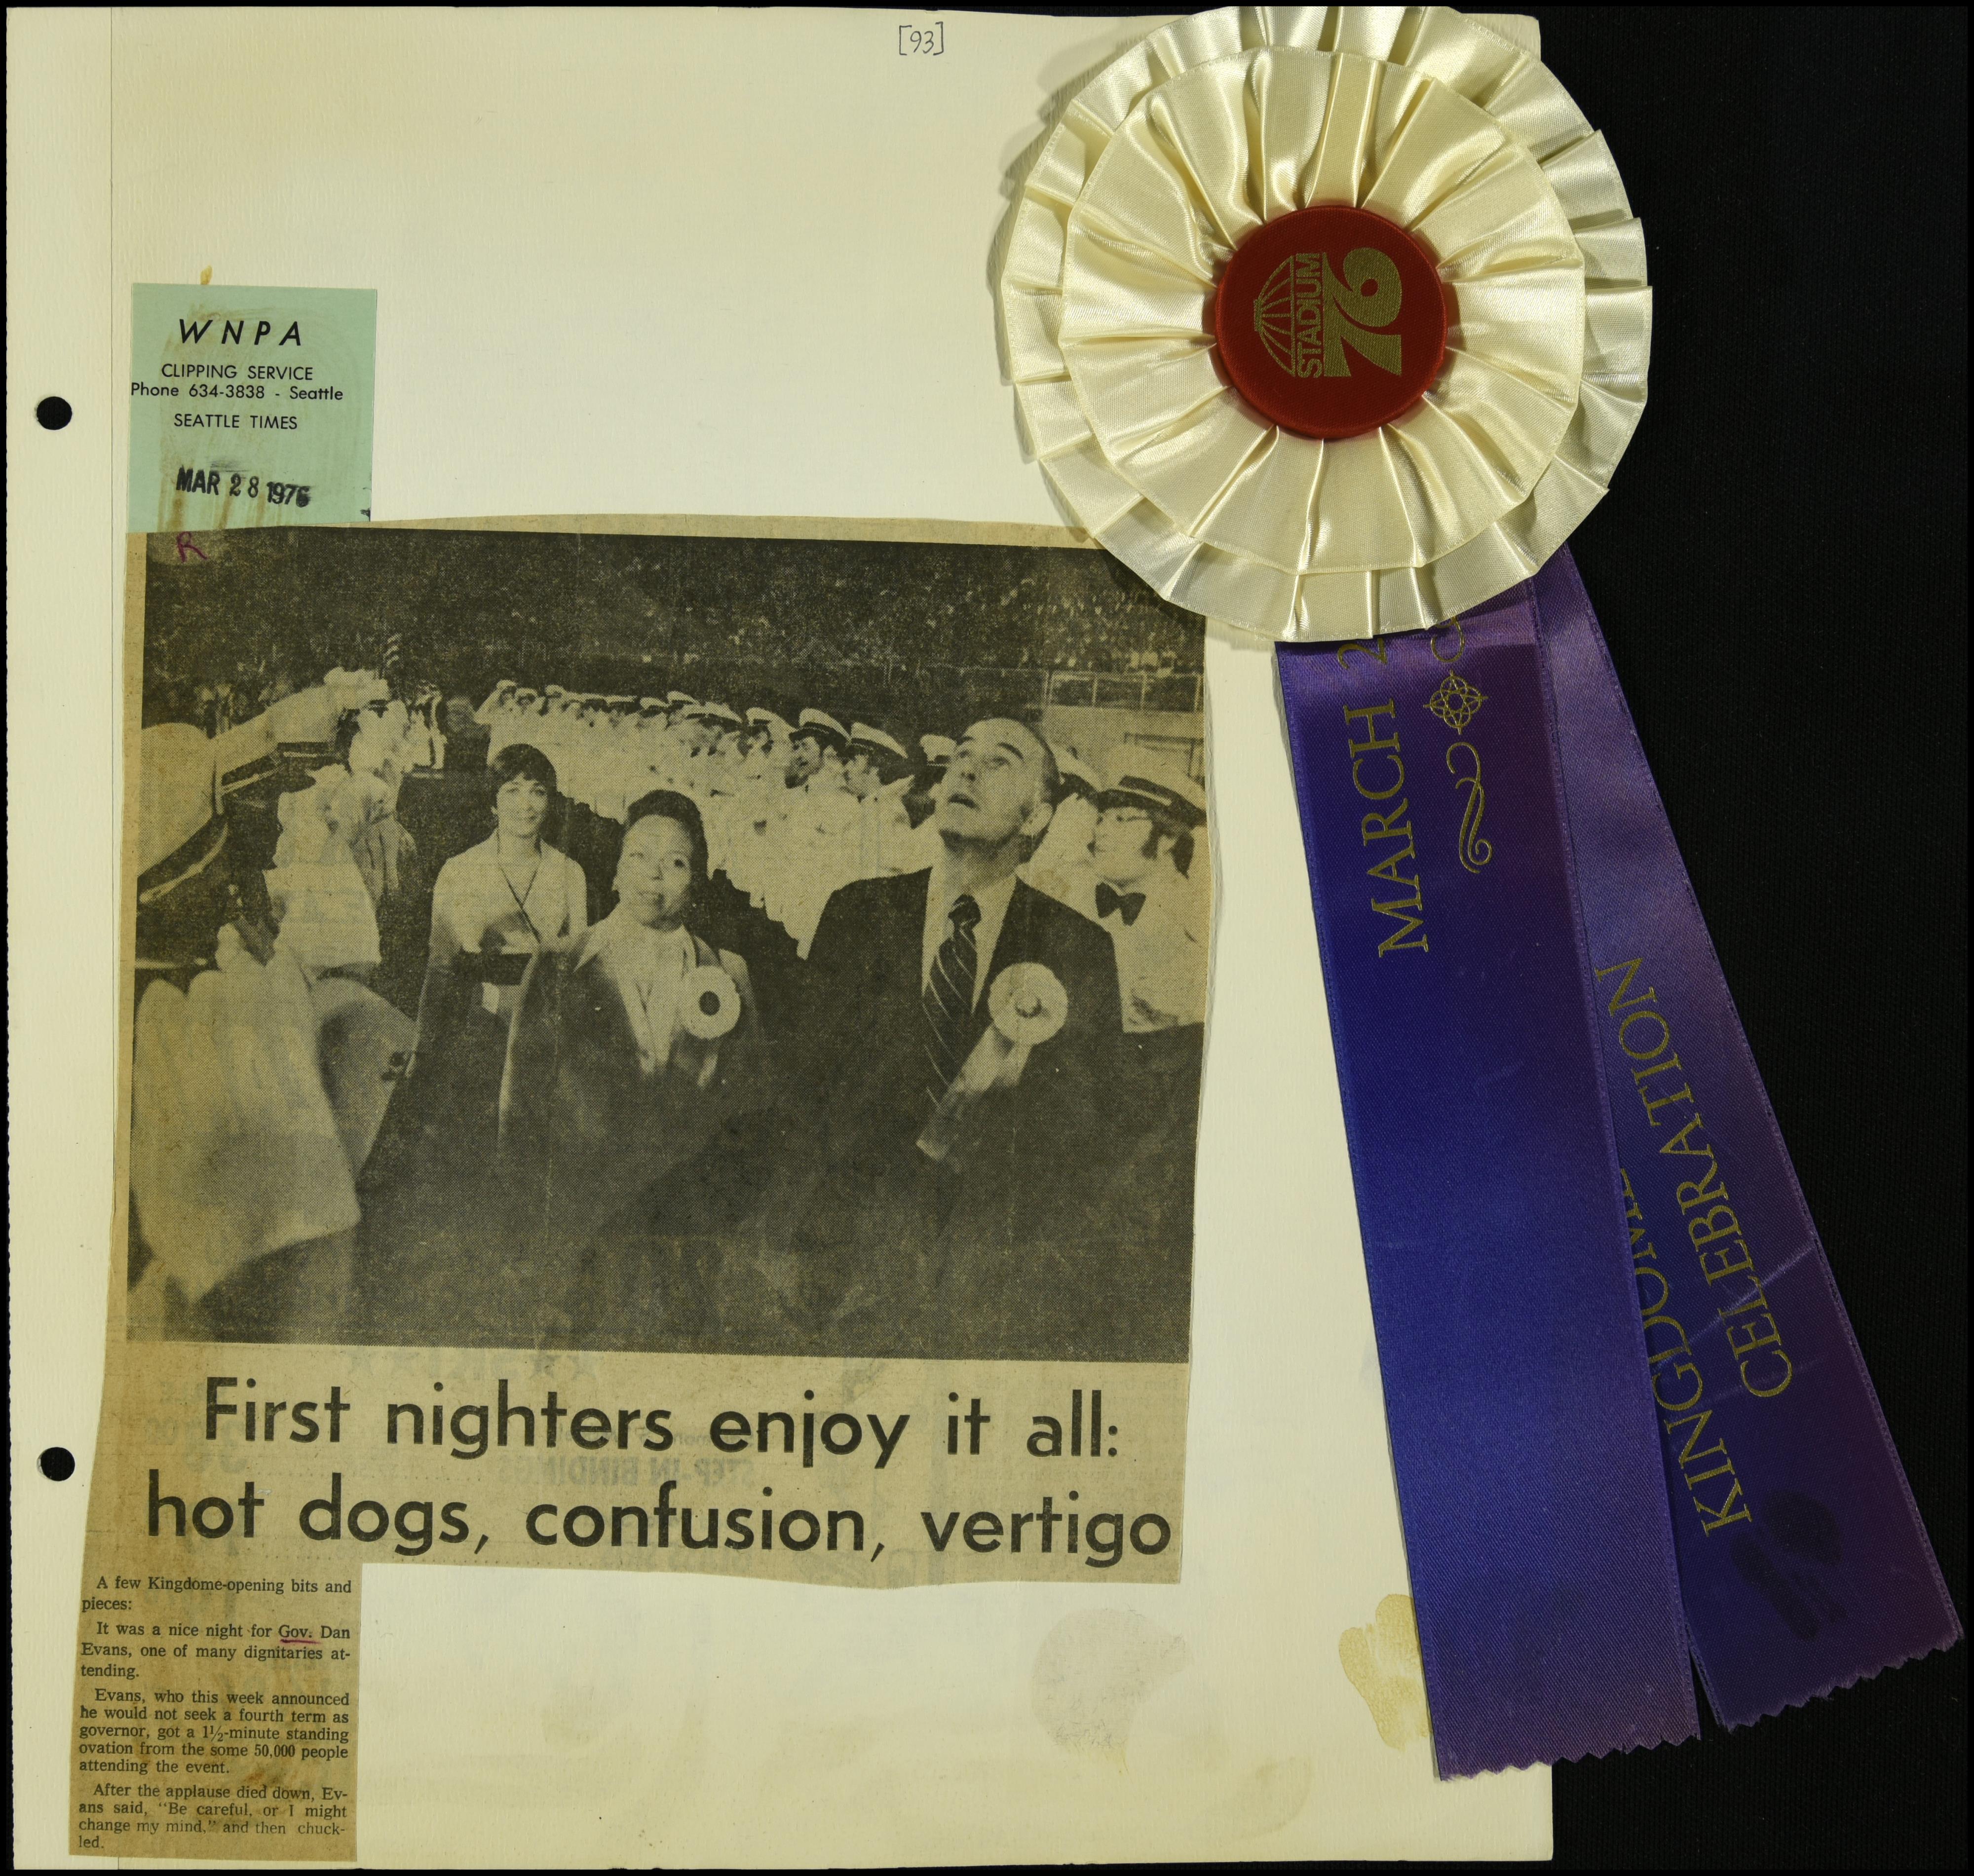 [93]
WNPA
CLIPPING SERVICE
Phone 634-3838 - Seattle
SEATTLE TIMES
MAR 28 1976
R
STADIUM
76
MARCH 2
KINGDOME
CELEBRATION
First nighters enjoy it all:
hot dogs, confusion, vertigo
A few Kingdome-opening bits and
pieces:
It was a nice night for Gov. Dan
Evans, one of many dignitaries at-
tending.
Evans, who this week announced
he would not seek a fourth term as
governor, got a 1½-minute standing
ovation from the some 50,000 people
attending the event.
After the applause died down, Ev-
ans said, "Be careful, or I might
change my mind," and then chuck-
led.